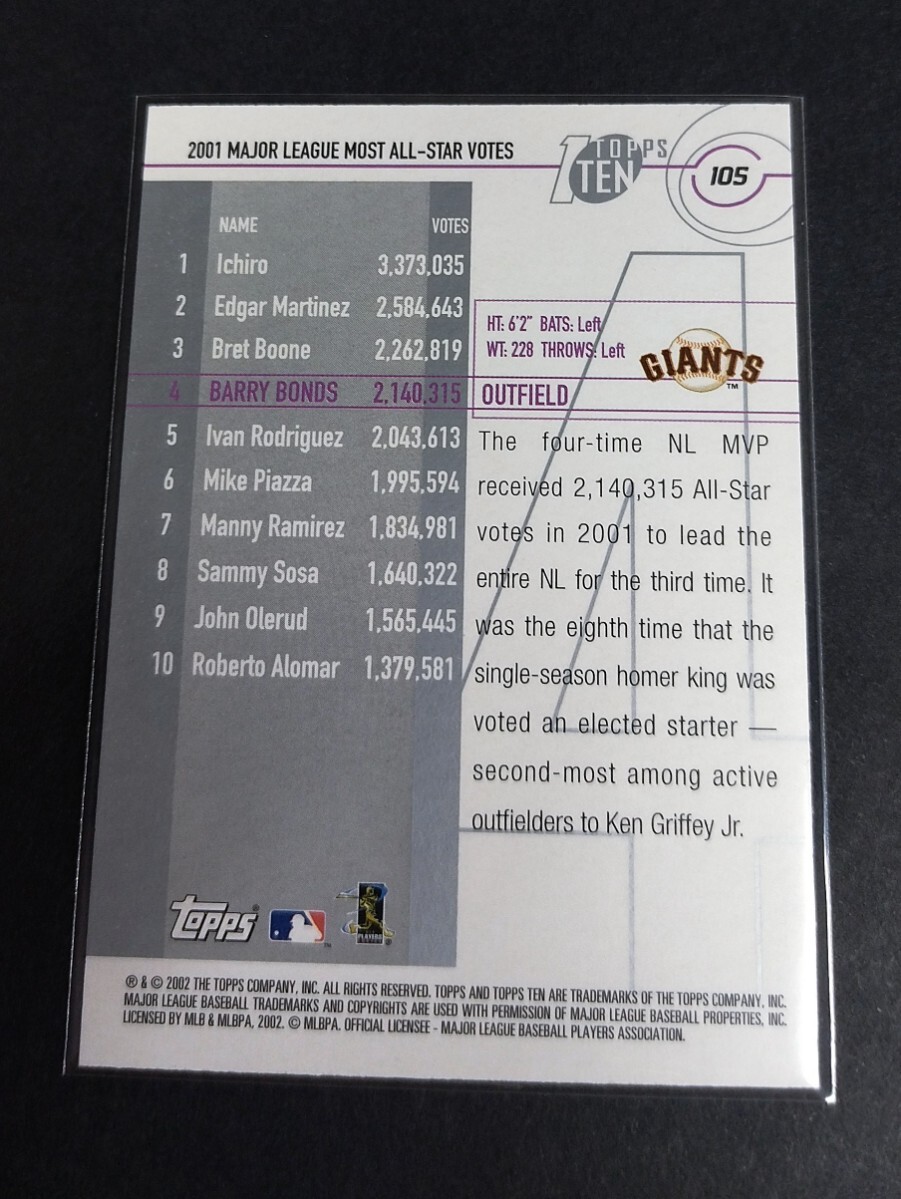 2001 MAJOR LEAGUE MOST ALL-STAR VOTES
1 TOPPS TEN
105
NAME VOTES
1 Ichiro 3,373,035
2 Edgar Martinez 2,584,643
3 Bret Boone 2,262,819
4 BARRY BONDS 2,140,315
5 Ivan Rodriguez 2,043,613
6 Mike Piazza 1,995,594
7 Manny Ramirez 1,834,981
8 Sammy Sosa 1,640,322
9 John Olerud 1,565,445
10 Roberto Alomar 1,379,581
HT: 6'2" BATS: Left
WT: 228 THROWS: Left
GIANTS™
OUTFIELD
The four-time NL MVP
received 2,140,315 All-Star
votes in 2001 to lead the
entire NL for the third time. It
was the eighth time that the
single-season homer king was
voted an elected starter —
second-most among active
outfielders to Ken Griffey Jr.
4
topps®
PLAYERS
® & © 2002 THE TOPPS COMPANY, INC. ALL RIGHTS RESERVED. TOPPS AND TOPPS TEN ARE TRADEMARKS OF THE TOPPS COMPANY, INC.
MAJOR LEAGUE BASEBALL TRADEMARKS AND COPYRIGHTS ARE USED WITH PERMISSION OF MAJOR LEAGUE BASEBALL PROPERTIES, INC.
LICENSED BY MLB & MLBPA, 2002. © MLBPA. OFFICIAL LICENSEE - MAJOR LEAGUE BASEBALL PLAYERS ASSOCIATION.